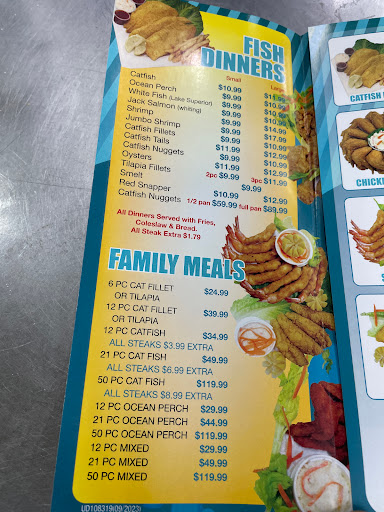 FISH
DINNERS
Small Large
Catfish $10.99 $11.99
Ocean Perch $9.99 $10.99
White Fish (Lake Superior) $9.99
Jack Salmon (whiting) $9.99 $10.99
Shrimp $9.99 $10.99
Jumbo Shrimp $9.99 $14.99
Catfish Fillets $11.99 $17.99
Catfish Tails $9.99 $10.99
Catfish Nuggets $9.99 $10.99
Oysters $11.99 $12.99
Tilapia Fillets 2pc $9.99 3pc $11.99
Smelt $9.99
Red Snapper $10.99 $12.99
Catfish Nuggets 1/2 pan $59.99 full pan $89.99
All Dinners Served with Fries,
Coleslaw & Bread.
All Steak Extra $1.79
FAMILY MEALS
6 PC CAT FILLET $24.99
OR TILAPIA
12 PC CAT FILLET $39.99
OR TILAPIA
12 PC CATFISH $34.99
ALL STEAKS $3.99 EXTRA
21 PC CAT FISH $49.99
ALL STEAKS $6.99 EXTRA
50 PC CAT FISH $119.99
ALL STEAKS $8.99 EXTRA
12 PC OCEAN PERCH $29.99
21 PC OCEAN PERCH $44.99
50 PC OCEAN PERCH $119.99
12 PC MIXED $29.99
21 PC MIXED $49.99
50 PC MIXED $119.99
UD108319(09/2023)
CATFISH
CHICKE